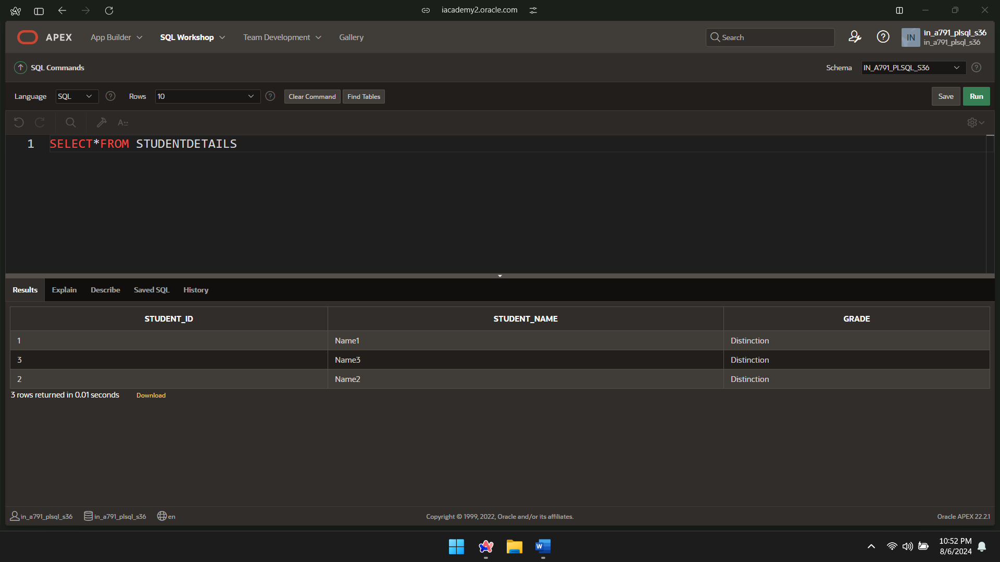 iacademy2.oracle.com
APEX App Builder SQL Workshop Team Development Gallery Search IN in_a791_plsql_s36
in_a791_plsql_s36
SQL Commands Schema IN_A791_PLSQL_S36
Language SQL Rows 10 Clear Command Find Tables Save Run
1 SELECT*FROM STUDENTDETAILS
Results Explain Describe Saved SQL History
STUDENT_ID STUDENT_NAME GRADE
1 Name1 Distinction
3 Name3 Distinction
2 Name2 Distinction
3 rows returned in 0.01 seconds Download
in_a791_plsql_s36 in_a791_plsql_s36 en Copyright © 1999, 2022, Oracle and/or its affiliates. Oracle APEX 22.2.1
10:52 PM
8/6/2024